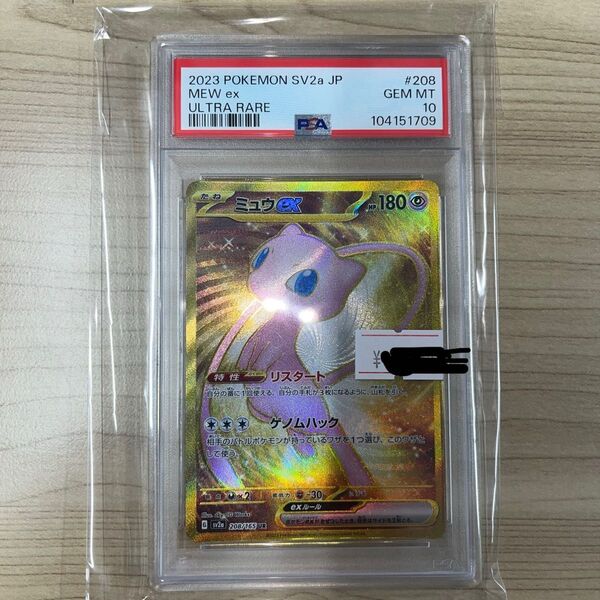 2023 POKEMON SV2a JP #208
MEW ex GEM MT
ULTRA RARE 10
PSA 104151709
たね
ミュウex HP180
¥
特性 リスタート
自分の番に1回使える。自分の手札が3枚になるように、山札を引く。
ゲノムハック
相手のバトルポケモンが持っているワザを1つ選び、このワザとして使う。
×2 抵抗力 -30
exルール
G sv2a 208/165 UR